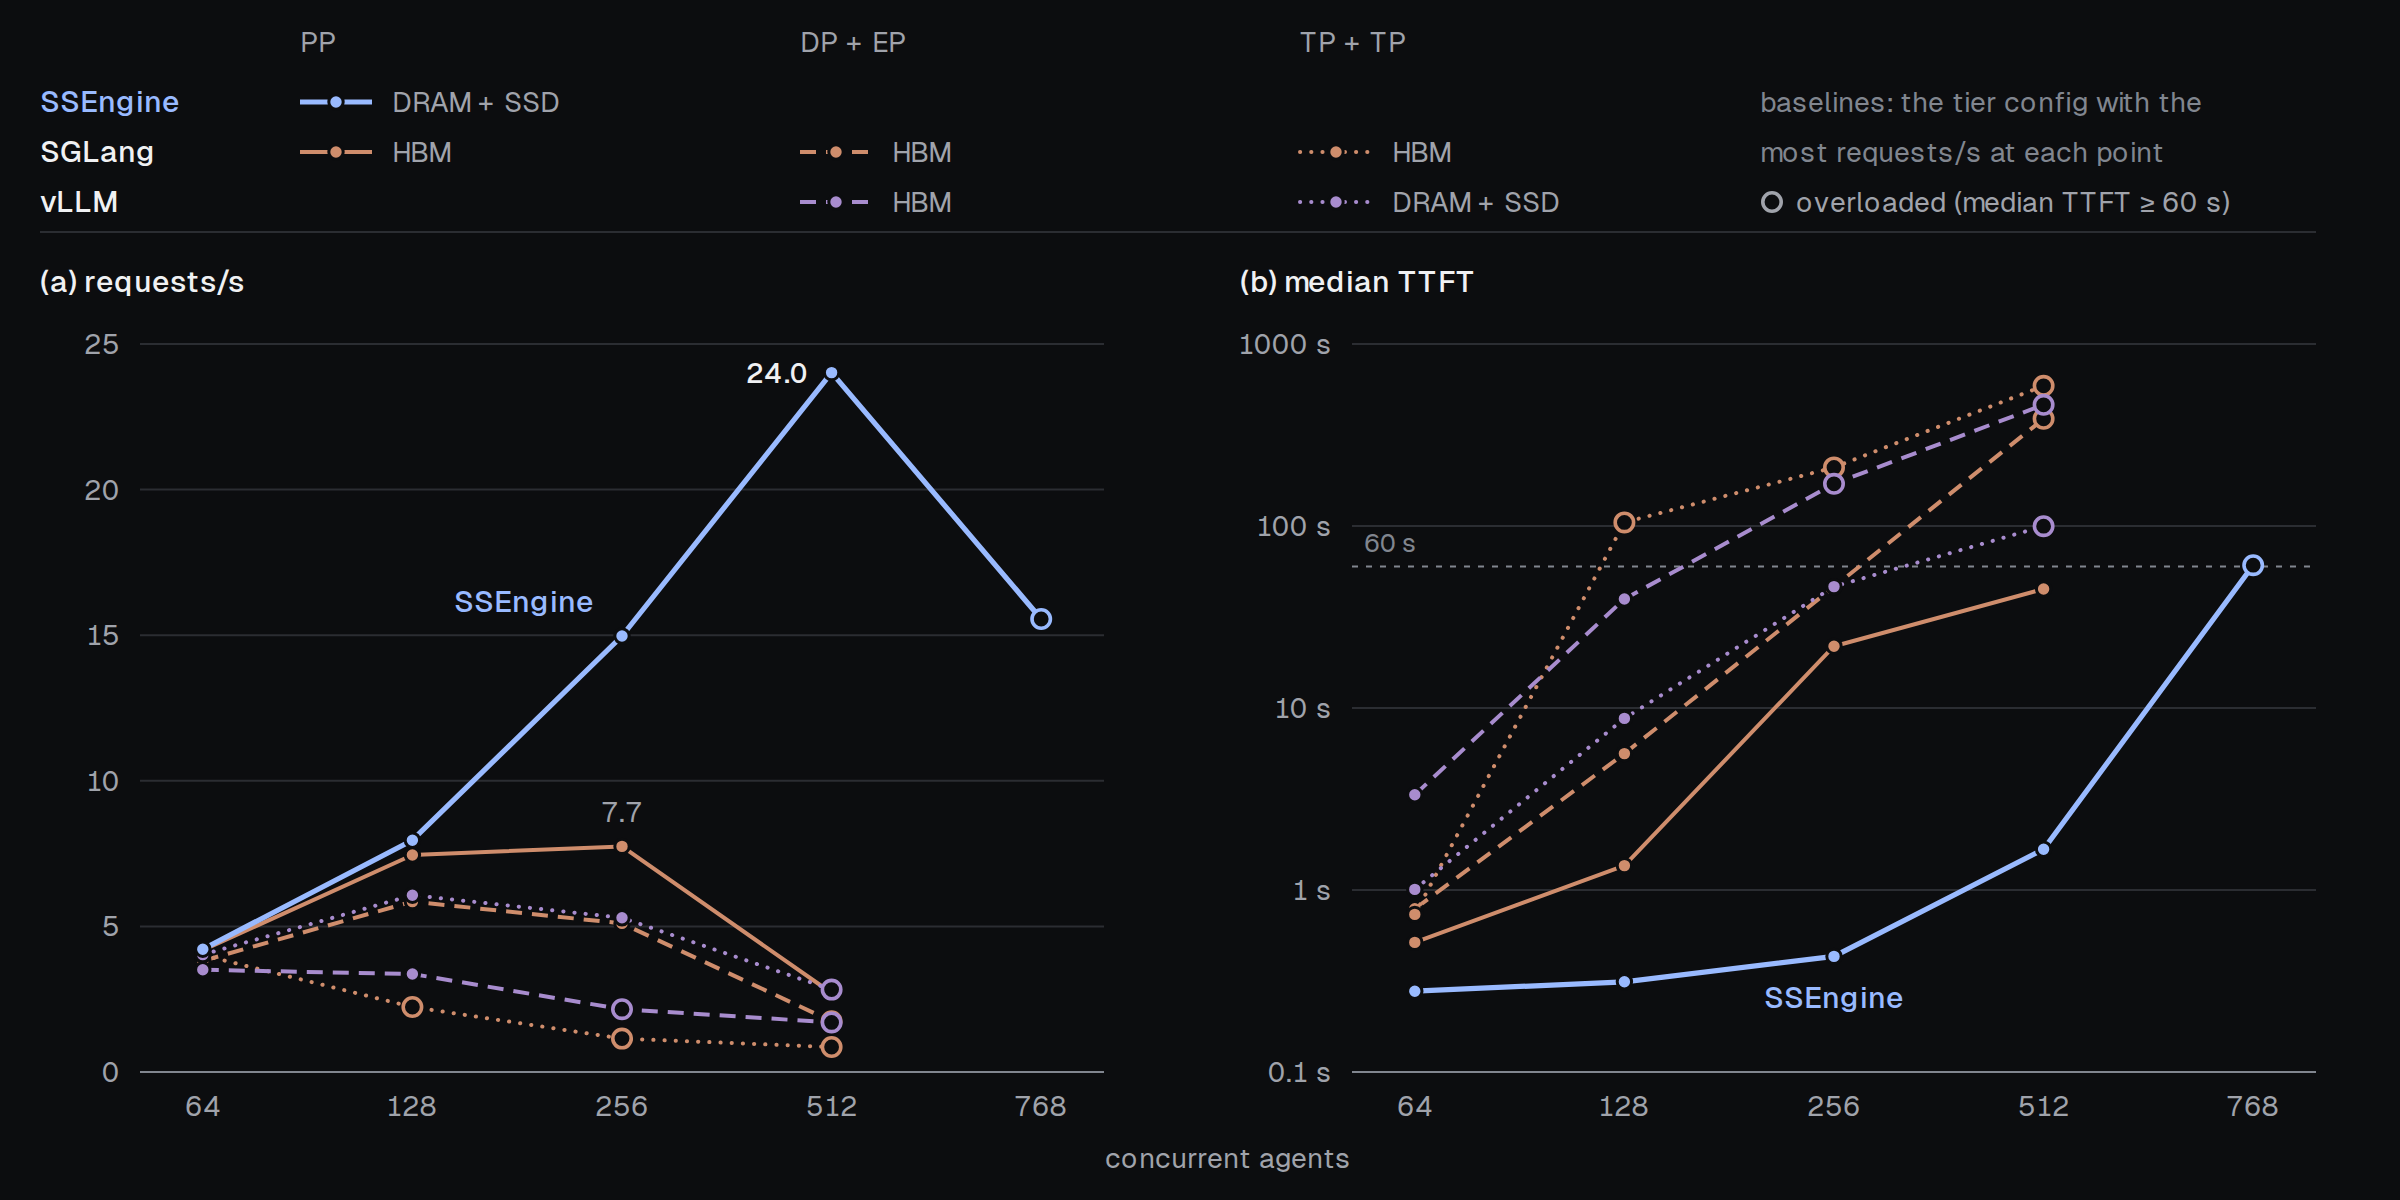 PP DP + EP TP + TP
SSEngine DRAM + SSD baselines: the tier config with the
SGLang HBM HBM HBM most requests/s at each point
vLLM HBM DRAM + SSD overloaded (median TTFT ≥ 60 s)
(a) requests/s
25
24.0
20
SSEngine
15
10
7.7
5
0
64 128 256 512 768
(b) median TTFT
1000 s
100 s
60 s
10 s
1 s
SSEngine
0.1 s
64 128 256 512 768
concurrent agents